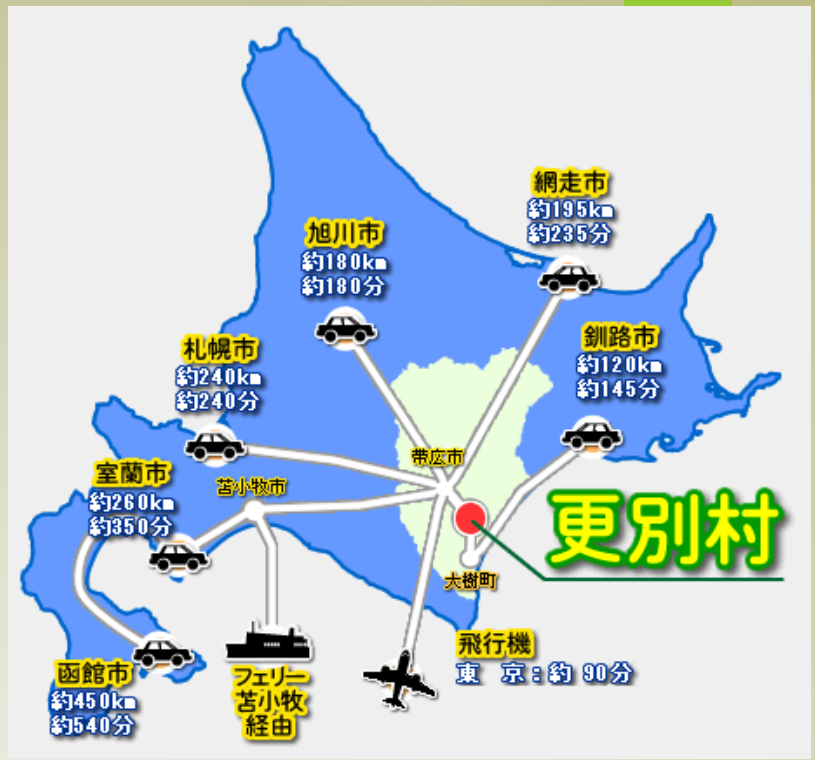 網走市
約195km
約235分
旭川市
約180km
約180分
釧路市
約120km
約145分
札幌市
約240km
約240分
帯広市
室蘭市
約260km
約350分
苫小牧市
更別村
大樹町
飛行機
東 京：約 90分
函館市
約450km
約540分
フェリー
苫小牧
経由